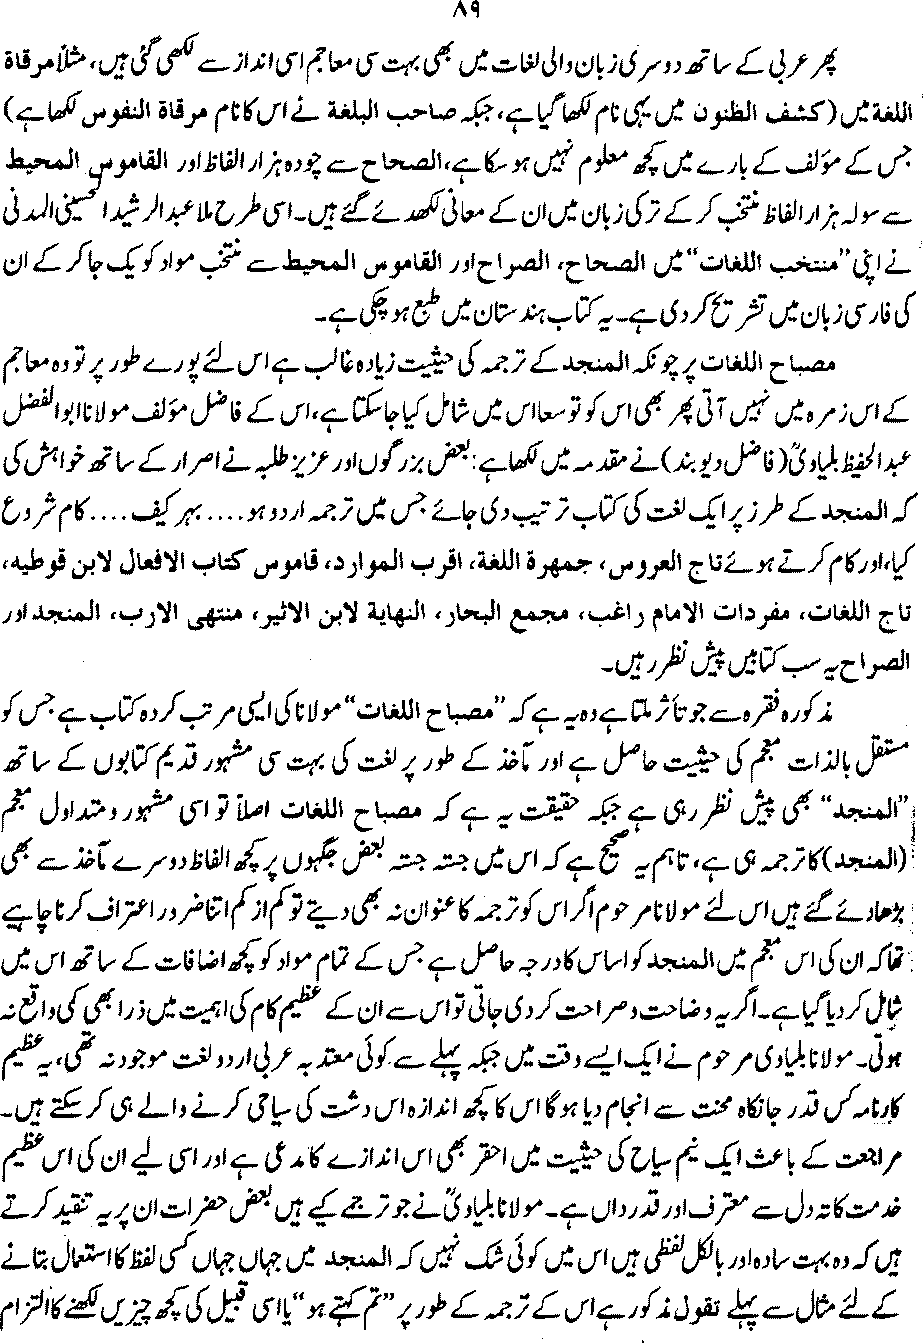 ۸۹
پھر عربی کے ساتھ دوسری زبان والی لغات میں بھی بہت سی معاجم اسی انداز سے لکھی گئی ہیں، مثلاً مرقاة
اللغة میں (کشف الظنون میں یہی نام لکھا گیا ہے، جبکہ صاحب البلغة نے اس کا نام مرقاة النفوس لکھا ہے)
جس کے مؤلف کے بارے میں کچھ معلوم نہیں ہو سکا ہے، الصحاح سے چودہ ہزار الفاظ اور القاموس المحیط
سے سولہ ہزار الفاظ منتخب کر کے ترکی زبان میں ان کے معانی لکھدئے گئے ہیں۔ اسی طرح ملا عبد الرشید الحسینی المدنی
نے اپنی ”منتخب اللغات“ میں الصحاح، الصراح اور القاموس المحیط سے منتخب مواد کو یک جا کر کے ان
کی فارسی زبان میں تشریح کر دی ہے۔ یہ کتاب ہندستان میں طبع ہو چکی ہے۔
مصباح اللغات پر چونکہ المنجد کے ترجمہ کی حیثیت زیادہ غالب ہے اس لئے پورے طور پر تو وہ معاجم
کے اس زمرہ میں نہیں آتی پھر بھی اس کو توسعاً اس میں شامل کیا جا سکتا ہے، اس کے فاضل مؤلف مولانا ابو الفضل
عبد الحفیظ بلیاویؒ (فاضل دیوبند) نے مقدمہ میں لکھا ہے: بعض بزرگوں اور عزیز طلبہ نے اصرار کے ساتھ خواہش کی
کہ المنجد کے طرز پر ایک لغت کی کتاب ترتیب دی جائے جس میں ترجمہ اردو ہو..... بہر کیف.... کام شروع
کیا، اور کام کرتے ہوئے تاج العروس، جمهرة اللغة، اقرب الموارد، قاموس کتاب الافعال لابن قوطیه،
تاج اللغات، مفردات الامام راغب، مجمع البحار، النهایة لابن الاثیر، منتهی الارب، المنجد اور
الصراح یہ سب کتابیں پیش نظر رہیں۔
مذکورہ فقرہ سے جو تأثر ملتا ہے وہ یہ ہے کہ ”مصباح اللغات“ مولانا کی ایسی مرتب کردہ کتاب ہے جس کو
مستقل بالذات معجم کی حیثیت حاصل ہے اور مآخذ کے طور پر لغت کی بہت سی مشہور قدیم کتابوں کے ساتھ
”المنجد“ بھی پیش نظر رہی ہے جبکہ حقیقت یہ ہے کہ مصباح اللغات اصلاً تو اسی مشہور و متداول معجم
(المنجد) کا ترجمہ ہی ہے، تاہم یہ صحیح ہے کہ اس میں جستہ جستہ بعض جگہوں پر کچھ الفاظ دوسرے مآخذ سے بھی
بڑھا دئے گئے ہیں اس لئے مولانا مرحوم اگر اس کو ترجمہ کا عنوان نہ بھی دیتے تو کم از کم اتنا ضرور اعتراف کرنا چاہیے
تھا کہ ان کی اس معجم میں المنجد کو اساس کا درجہ حاصل ہے جس کے تمام مواد کو کچھ اضافات کے ساتھ اس میں
شامل کر دیا گیا ہے۔ اگر یہ وضاحت و صراحت کر دی جاتی تو اس سے ان کے عظیم کام کی اہمیت میں ذرا بھی کمی واقع نہ
ہوتی۔ مولانا بلیاوی مرحوم نے ایک ایسے وقت میں جبکہ پہلے سے کوئی معتدبہ عربی اردو لغت موجود نہ تھی، یہ عظیم
کارنامہ کس قدر جانکاہ محنت سے انجام دیا ہوگا اس کا کچھ اندازہ اس دشت کی سیاحی کرنے والے ہی کر سکتے ہیں۔
مراجعت کے باعث ایک نیم سیاح کی حیثیت میں احقر بھی اس اندازے کا مدعی ہے اور اسی لیے ان کی اس عظیم
خدمت کا تہ دل سے معترف اور قدرداں ہے۔ مولانا بلیاویؒ نے جو ترجمے کیے ہیں بعض حضرات ان پر یہ تنقید کرتے
ہیں کہ وہ بہت سادہ اور بالکل لفظی ہیں اس میں کوئی شک نہیں کہ المنجد میں جہاں جہاں کسی لفظ کا استعمال بتانے
کے لئے مثال سے پہلے تقول مذکور ہے اس کے ترجمہ کے طور پر ”تم کہتے ہو“ یا اسی قبیل کی کچھ چیزیں لکھنے کا التزام